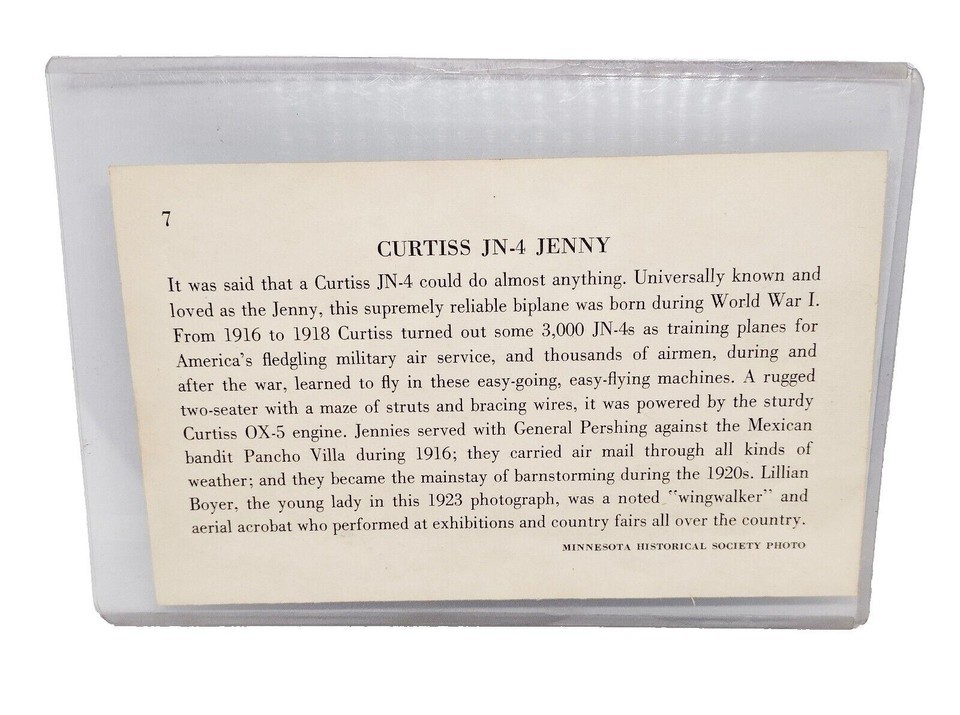 7
CURTISS JN-4 JENNY
It was said that a Curtiss JN-4 could do almost anything. Universally known and
loved as the Jenny, this supremely reliable biplane was born during World War I.
From 1916 to 1918 Curtiss turned out some 3,000 JN-4s as training planes for
America's fledgling military air service, and thousands of airmen, during and
after the war, learned to fly in these easy-going, easy-flying machines. A rugged
two-seater with a maze of struts and bracing wires, it was powered by the sturdy
Curtiss OX-5 engine. Jennies served with General Pershing against the Mexican
bandit Pancho Villa during 1916; they carried air mail through all kinds of
weather; and they became the mainstay of barnstorming during the 1920s. Lillian
Boyer, the young lady in this 1923 photograph, was a noted "wingwalker" and
aerial acrobat who performed at exhibitions and country fairs all over the country.
MINNESOTA HISTORICAL SOCIETY PHOTO